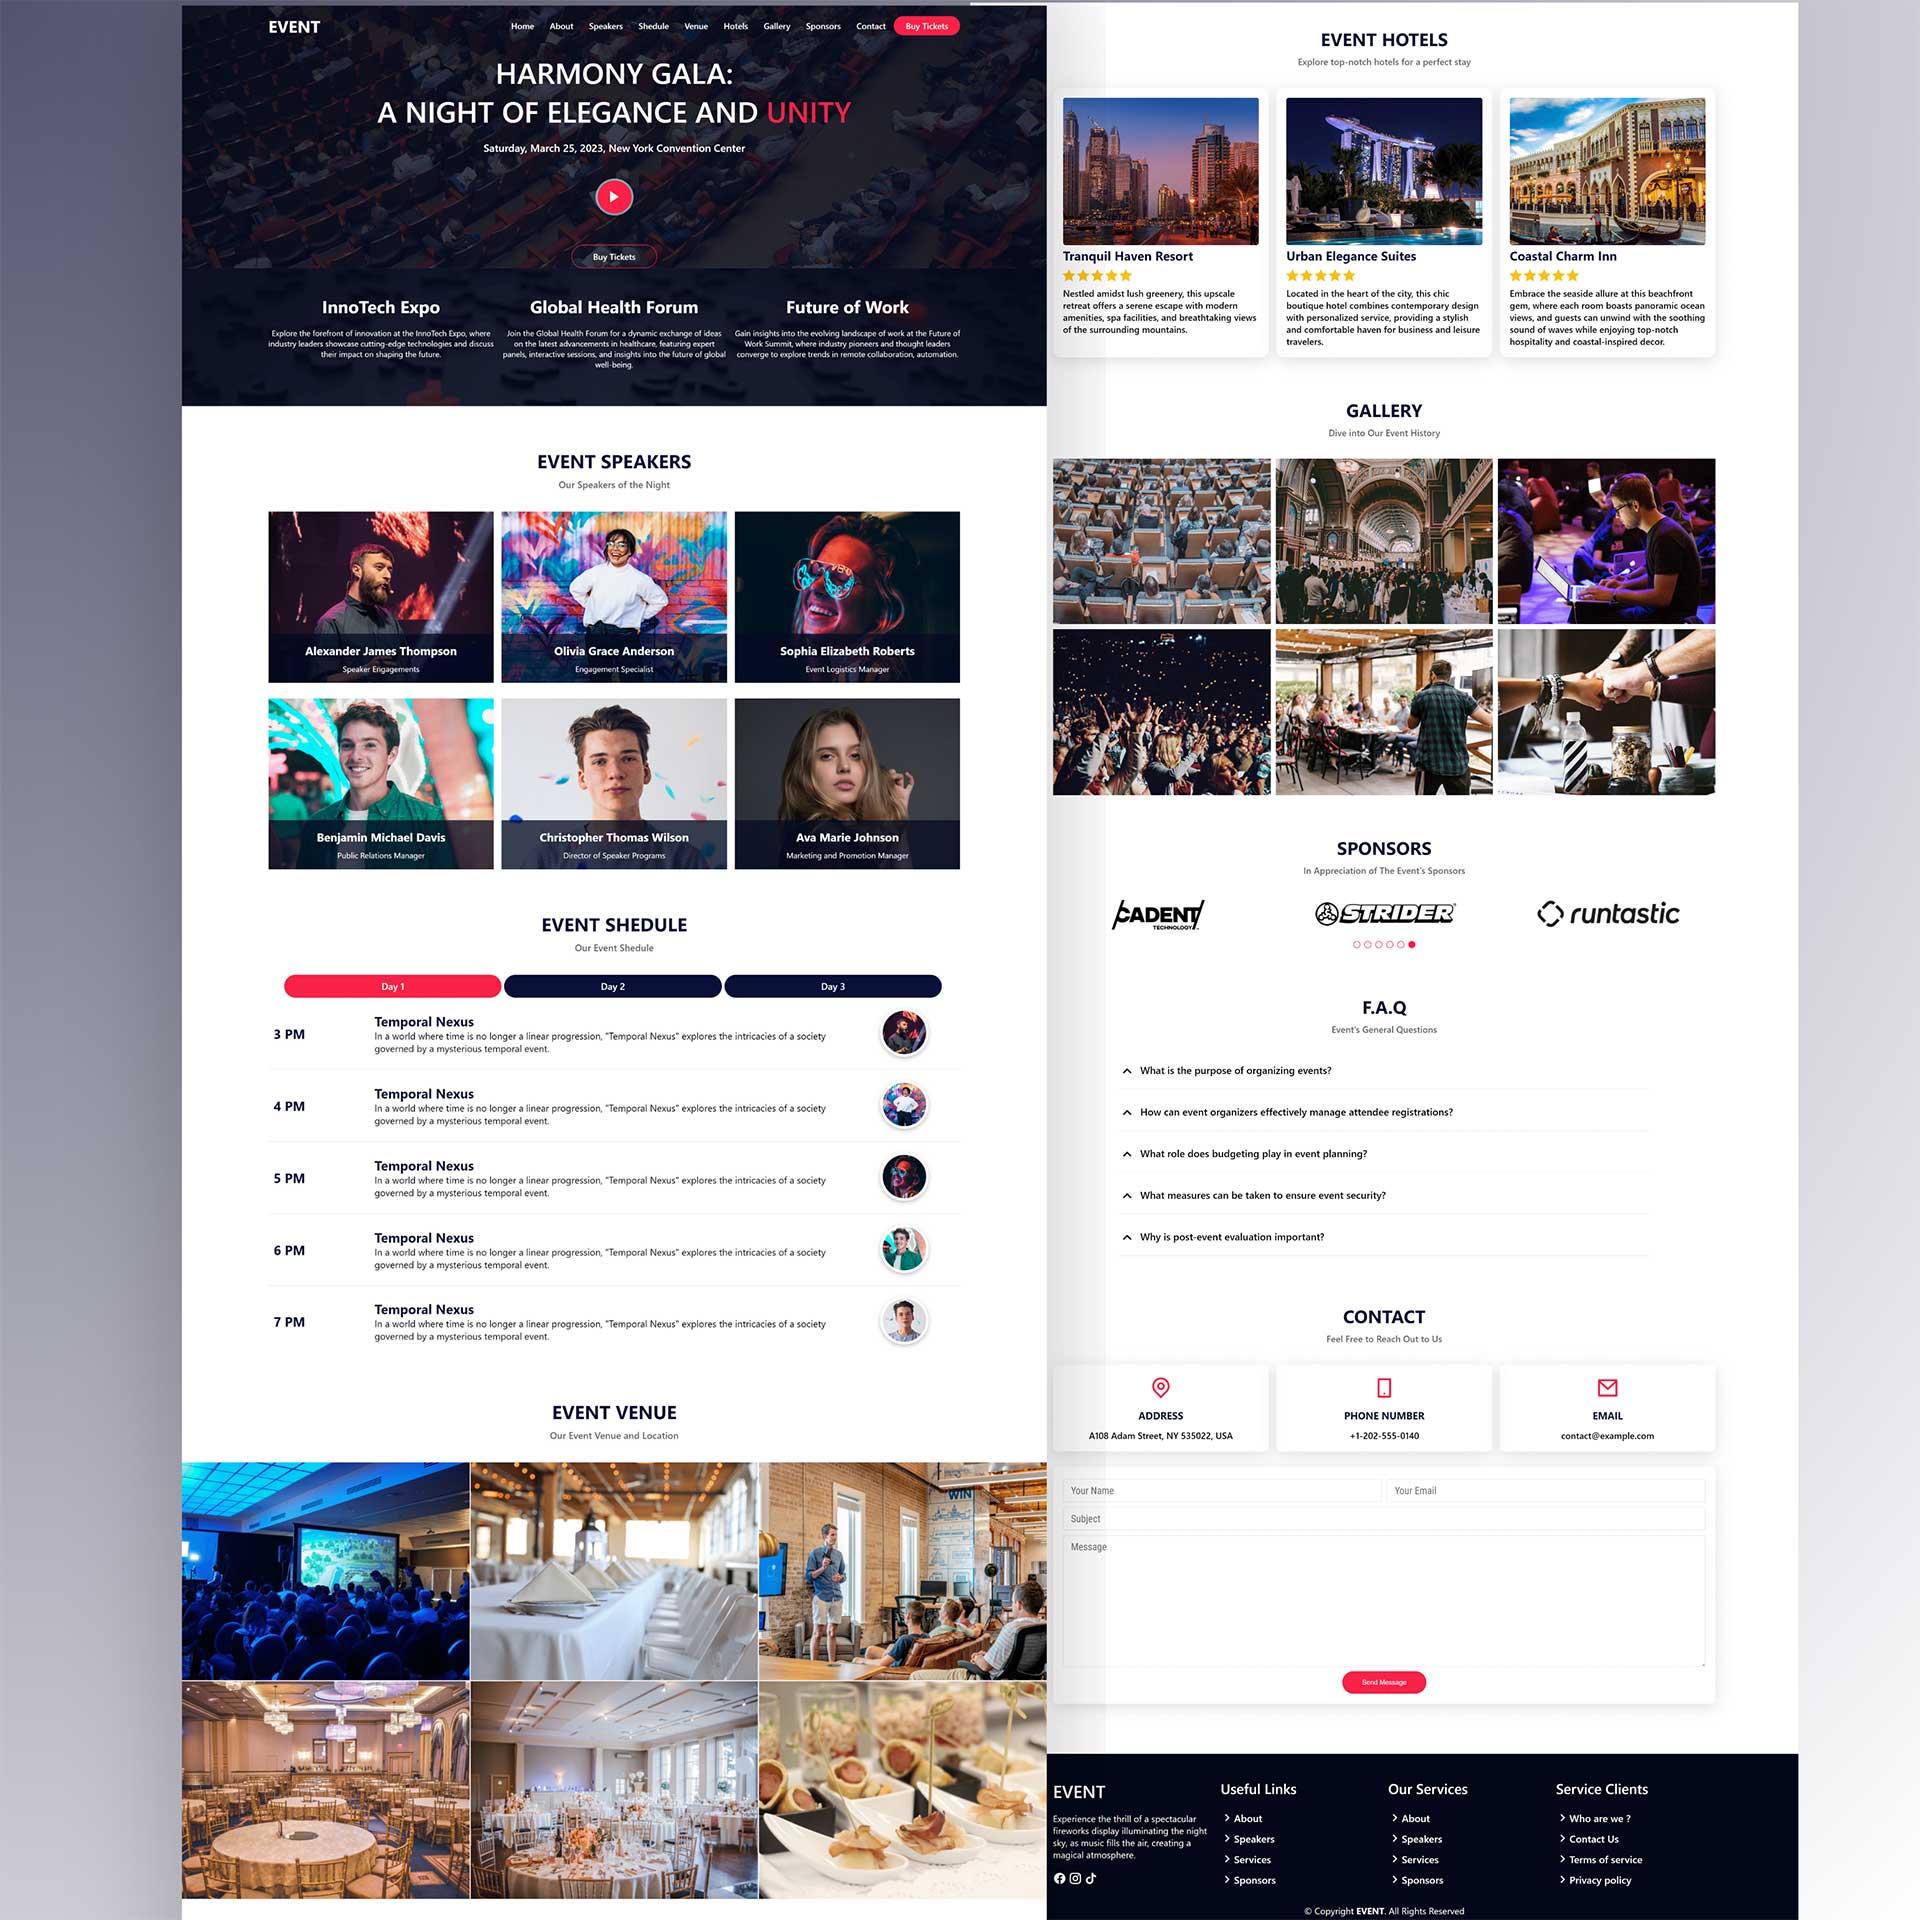 EVENT
Home About Speakers Shedule Venue Hotels Gallery Sponsors Contact Buy Tickets
HARMONY GALA:
A NIGHT OF ELEGANCE AND UNITY
Saturday, March 25, 2023, New York Convention Center
Buy Tickets
InnoTech Expo
Explore the forefront of innovation at the InnoTech Expo, where
industry leaders showcase cutting-edge technologies and discuss
their impact on shaping the future.
Global Health Forum
Join the Global Health Forum for a dynamic exchange of ideas
on the latest advancements in healthcare, featuring expert
panels, interactive sessions, and insights into the future of global
well-being.
Future of Work
Gain insights into the evolving landscape of work at the Future of
Work Summit, where industry pioneers and thought leaders
converge to explore trends in remote collaboration, automation.
EVENT SPEAKERS
Our Speakers of the Night
Alexander James Thompson
Speaker Engagements
Olivia Grace Anderson
Engagement Specialist
Sophia Elizabeth Roberts
Event Logistics Manager
Benjamin Michael Davis
Public Relations Manager
Christopher Thomas Wilson
Director of Speaker Programs
Ava Marie Johnson
Marketing and Promotion Manager
EVENT SHEDULE
Our Event Shedule
Day 1 Day 2 Day 3
3 PM
Temporal Nexus
In a world where time is no longer a linear progression, "Temporal Nexus" explores the intricacies of a society
governed by a mysterious temporal event.
4 PM
Temporal Nexus
In a world where time is no longer a linear progression, "Temporal Nexus" explores the intricacies of a society
governed by a mysterious temporal event.
5 PM
Temporal Nexus
In a world where time is no longer a linear progression, "Temporal Nexus" explores the intricacies of a society
governed by a mysterious temporal event.
6 PM
Temporal Nexus
In a world where time is no longer a linear progression, "Temporal Nexus" explores the intricacies of a society
governed by a mysterious temporal event.
7 PM
Temporal Nexus
In a world where time is no longer a linear progression, "Temporal Nexus" explores the intricacies of a society
governed by a mysterious temporal event.
EVENT VENUE
Our Event Venue and Location
WIN
EVENT HOTELS
Explore top-notch hotels for a perfect stay
Tranquil Haven Resort
Nestled amidst lush greenery, this upscale
retreat offers a serene escape with modern
amenities, spa facilities, and breathtaking views
of the surrounding mountains.
Urban Elegance Suites
Located in the heart of the city, this chic
boutique hotel combines contemporary design
with personalized service, providing a stylish
and comfortable haven for business and leisure
travelers.
Coastal Charm Inn
Embrace the seaside allure at this beachfront
gem, where each room boasts panoramic ocean
views, and guests can unwind with the soothing
sound of waves while enjoying top-notch
hospitality and coastal-inspired decor.
GALLERY
Dive into Our Event History
SPONSORS
In Appreciation of The Event's Sponsors
CADENT
TECHNOLOGY
STRIDER
runtastic
F.A.Q
Event's General Questions
What is the purpose of organizing events?
How can event organizers effectively manage attendee registrations?
What role does budgeting play in event planning?
What measures can be taken to ensure event security?
Why is post-event evaluation important?
CONTACT
Feel Free to Reach Out to Us
ADDRESS
A108 Adam Street, NY 535022, USA
PHONE NUMBER
+1-202-555-0140
EMAIL
contact@example.com
Your Name
Your Email
Subject
Message
Send Message
EVENT
Experience the thrill of a spectacular
fireworks display illuminating the night
sky, as music fills the air, creating a
magical atmosphere.
Useful Links
About
Speakers
Services
Sponsors
Our Services
About
Speakers
Services
Sponsors
Service Clients
Who are we ?
Contact Us
Terms of service
Privacy policy
© Copyright EVENT. All Rights Reserved